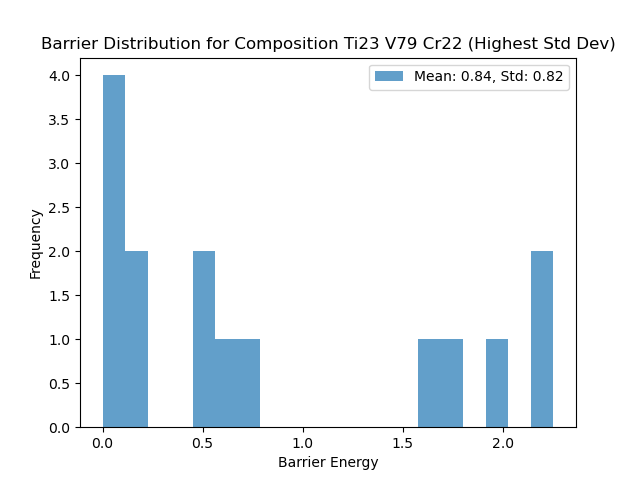 Barrier Distribution for Composition Ti23 V79 Cr22 (Highest Std Dev)
Mean: 0.84, Std: 0.82
Frequency
4.0
3.5
3.0
2.5
2.0
1.5
1.0
0.5
0.0
0.0 0.5 1.0 1.5 2.0
Barrier Energy